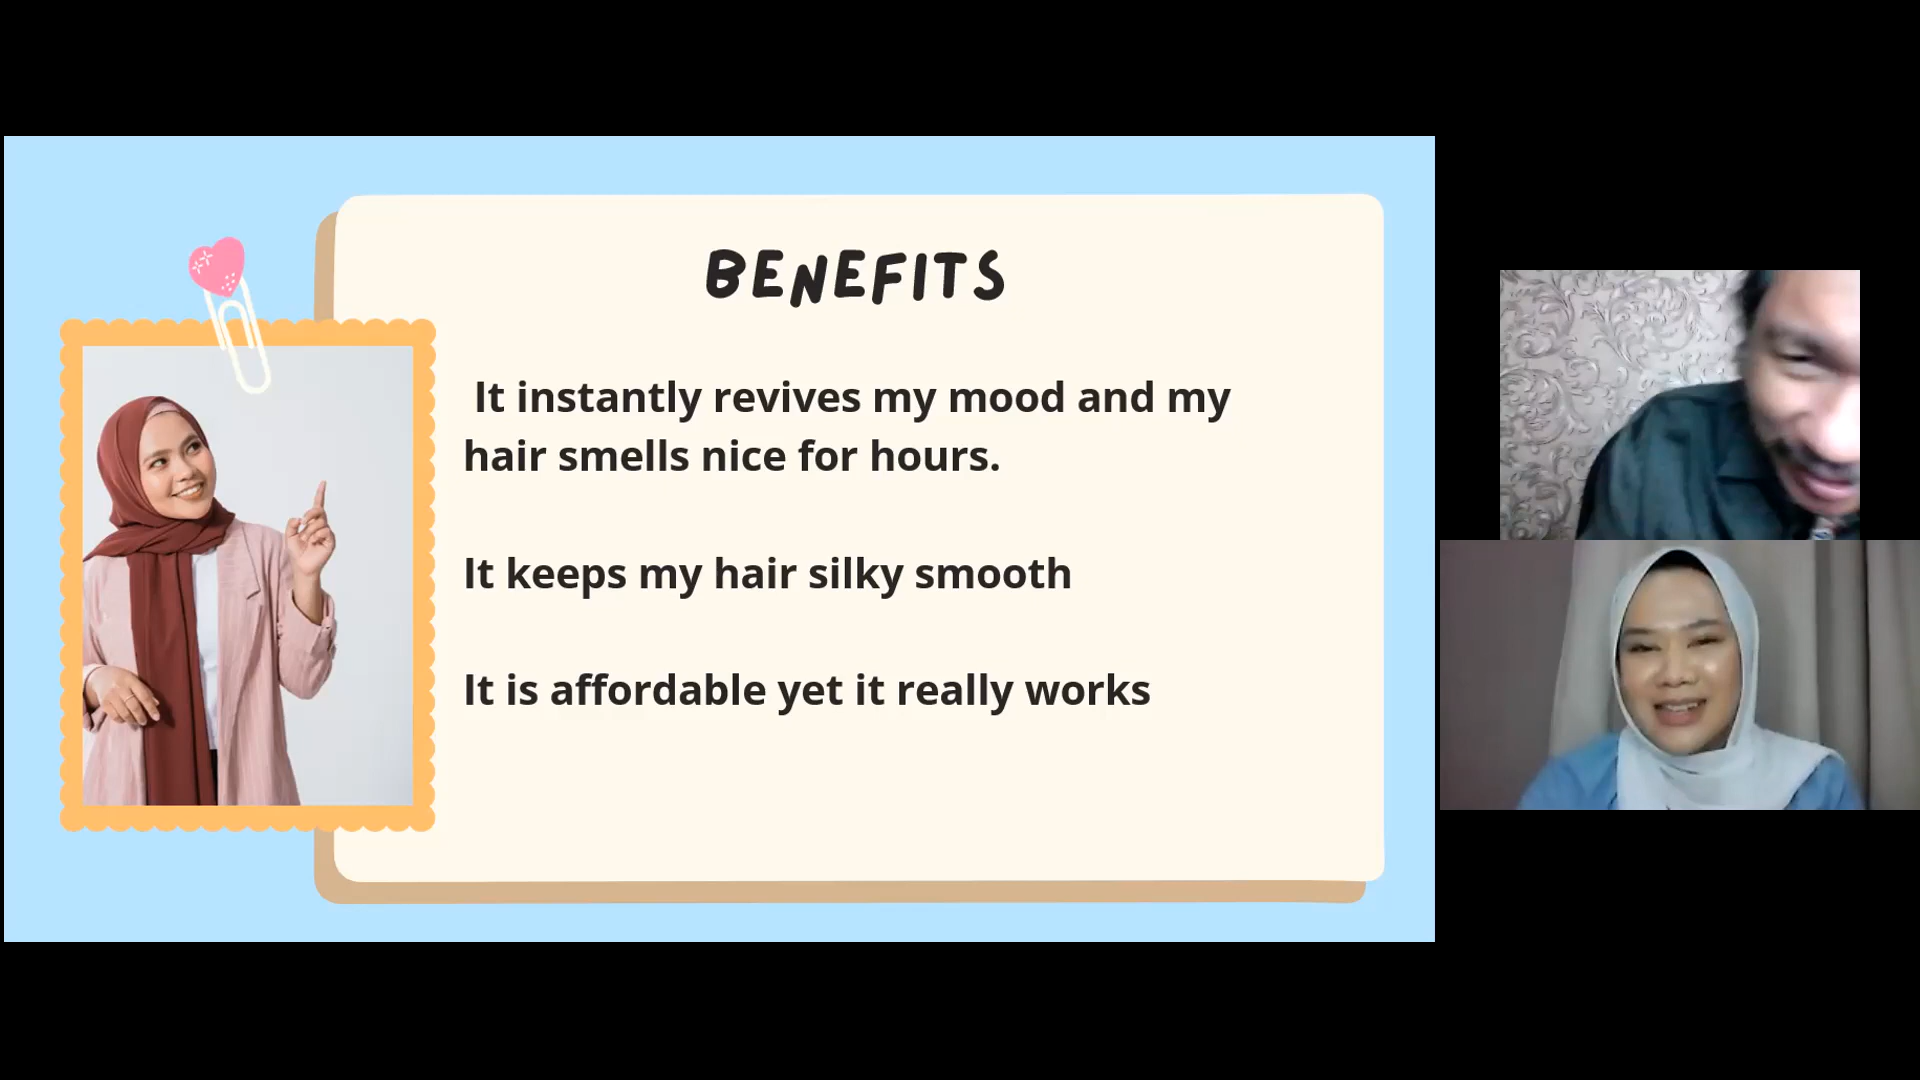 BENEFITS
It instantly revives my mood and my
hair smells nice for hours.
It keeps my hair silky smooth
It is affordable yet it really works